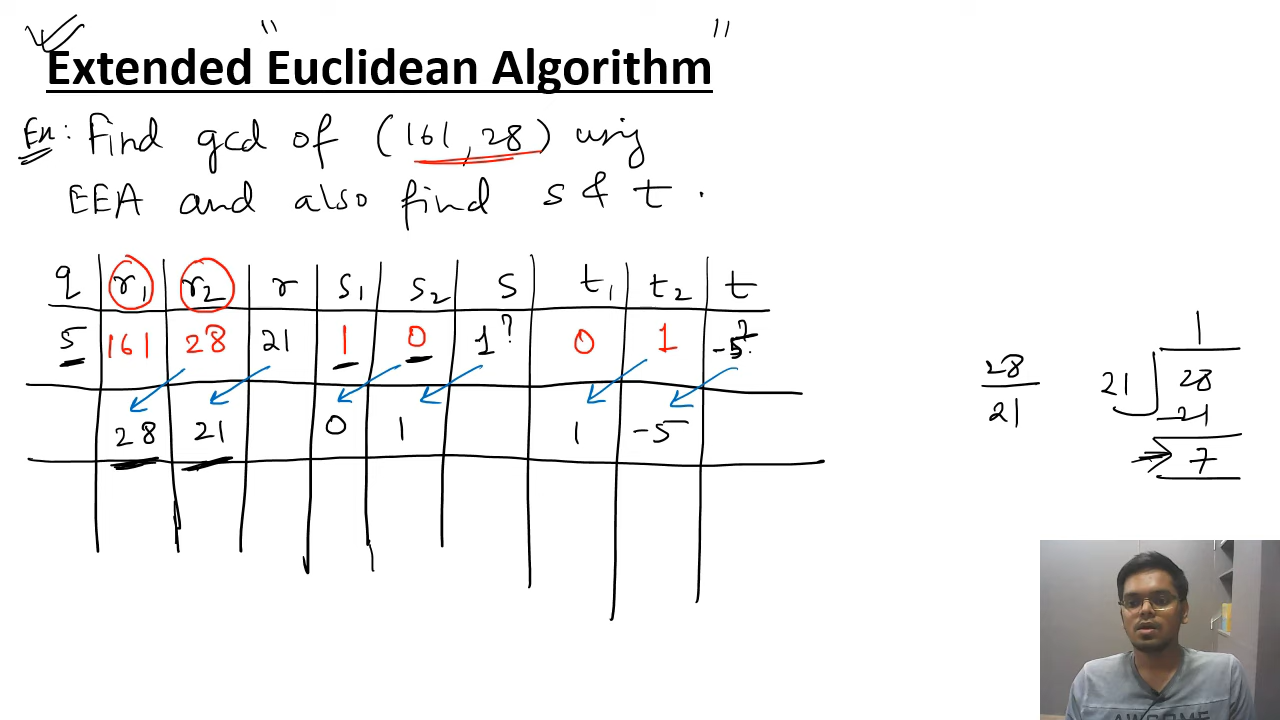 " "
Extended Euclidean Algorithm
Ex: Find gcd of (161, 28) using
EEA and also find s & t.
q r₁ r₂ r s₁ s₂ s t₁ t₂ t
5 161 28 21 1 0 1? 0 1 -5?
28 21 0 1 1 -5
28
21
1
21 28
-21
7
AWESOME